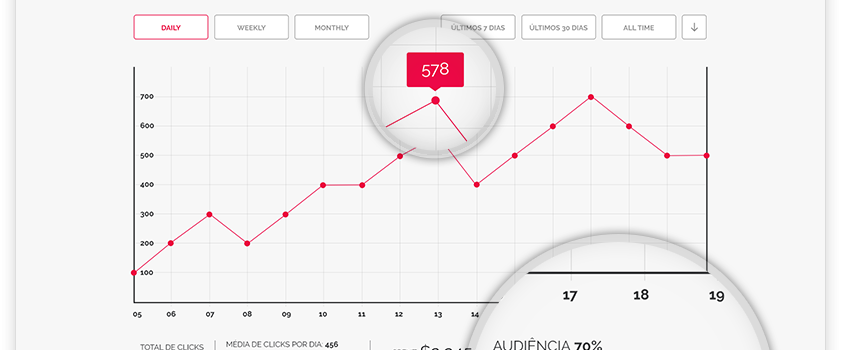 DAILY WEEKLY MONTHLY ÚLTIMOS 7 DIAS ÚLTIMOS 30 DIAS ALL TIME
578
700
600
500
400
300
200
100
05 06 07 08 09 10 11 12 13 14
17 18 19
TOTAL DE CLICKS
MÉDIA DE CLICKS POR DIA: 456
AUDIÊNCIA 70%